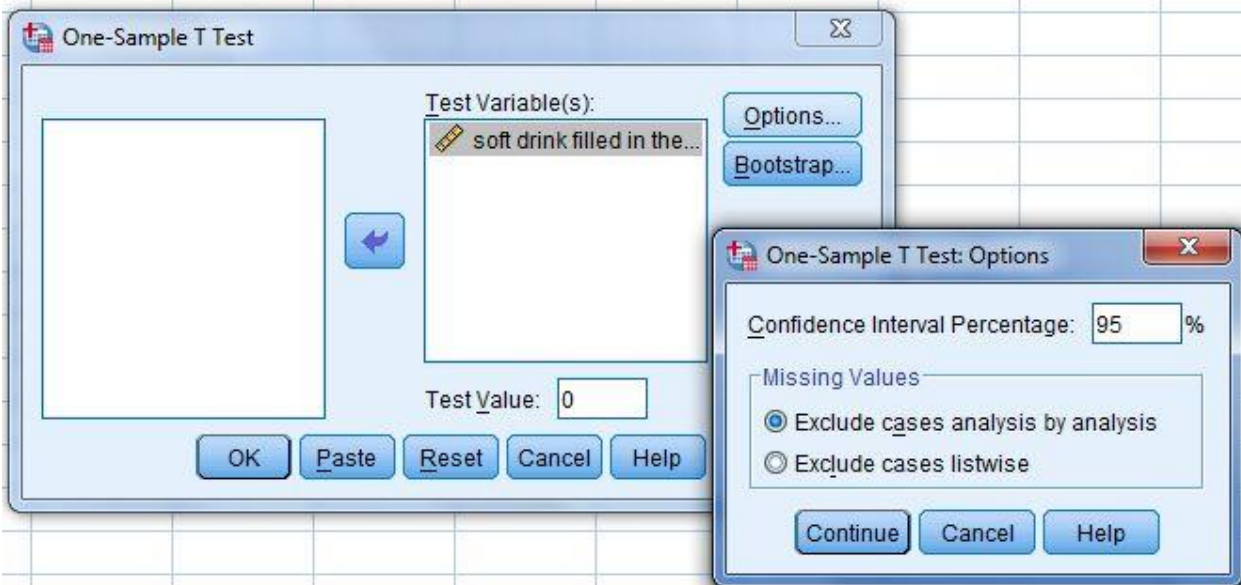 One-Sample T Test
Test Variable(s):
soft drink filled in the...
Options...
Bootstrap...
Test Value: 0
OK Paste Reset Cancel Help
One-Sample T Test: Options
Confidence Interval Percentage: 95 %
Missing Values
Exclude cases analysis by analysis
Exclude cases listwise
Continue Cancel Help